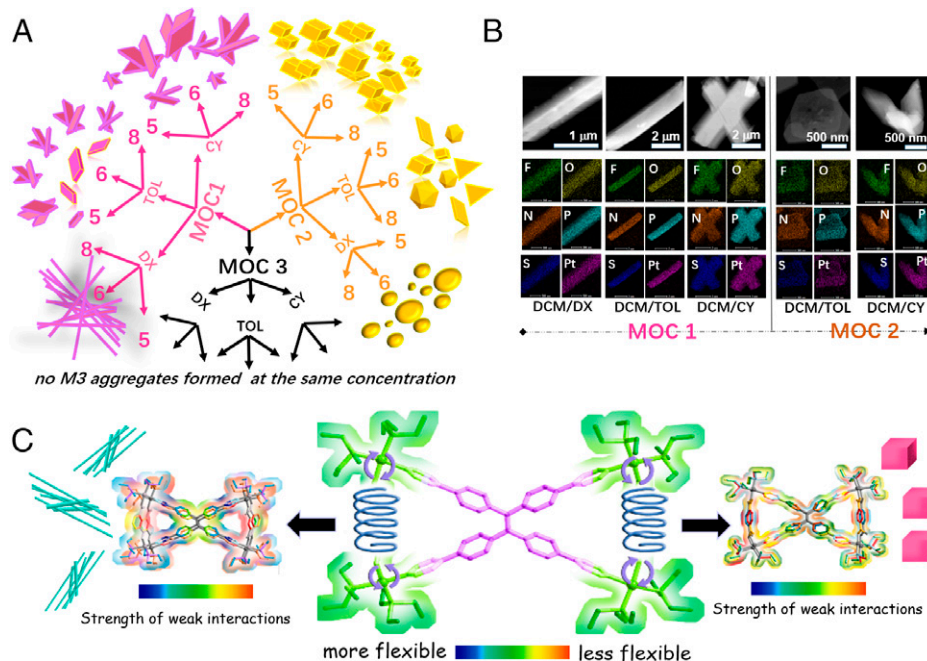 A
6
8
6
5
8
5
5
8
CY
CY
8
6
TOL
MOC1
MOC 2
TOL
6
5
8
DX
DX
5
8
6
MOC 3
8
6
5
DX
CY
TOL
no M3 aggregates formed at the same concentration
B
1 μm
2 μm
2 μm
500 nm
500 nm
F O F O F O F O F O
N P N P N P N P N P
S Pt S Pt S Pt S Pt S Pt
DCM/DX DCM/TOL DCM/CY DCM/TOL DCM/CY
MOC 1 MOC 2
C
Strength of weak interactions
more flexible less flexible
Strength of weak interactions